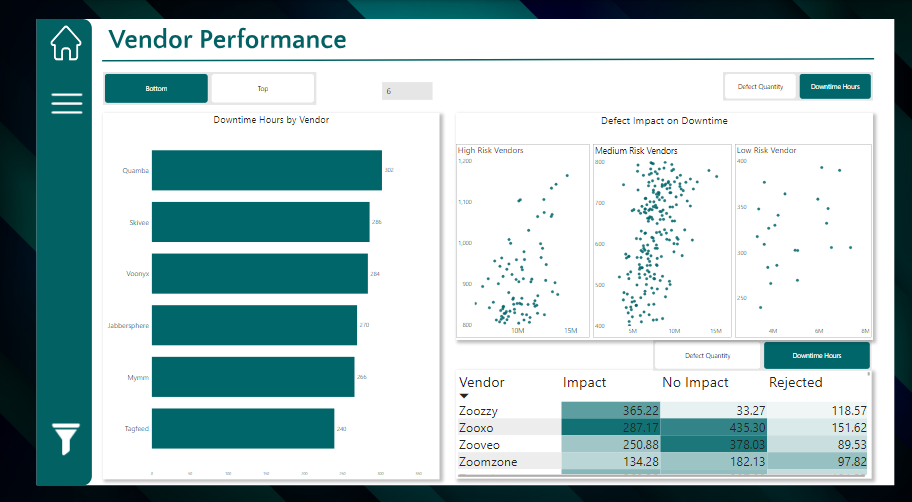 Vendor Performance
Bottom
Top
6
Defect Quantity
Downtime Hours
Downtime Hours by Vendor
Quamba
302
Skivee
286
Voonyx
284
Jabbersphere
270
Mymm
266
Tagfeed
240
Defect Impact on Downtime
High Risk Vendors
1,200
1,100
1,000
900
800
10M
15M
Medium Risk Vendors
800
700
600
500
400
5M
10M
15M
Low Risk Vendor
400
350
300
250
4M
6M
8M
Defect Quantity
Downtime Hours
Vendor Impact No Impact Rejected
Zoozzy 365.22 33.27 118.57
Zooxo 287.17 435.30 151.62
Zooveo 250.88 378.03 89.53
Zoomzone 134.28 182.13 97.82